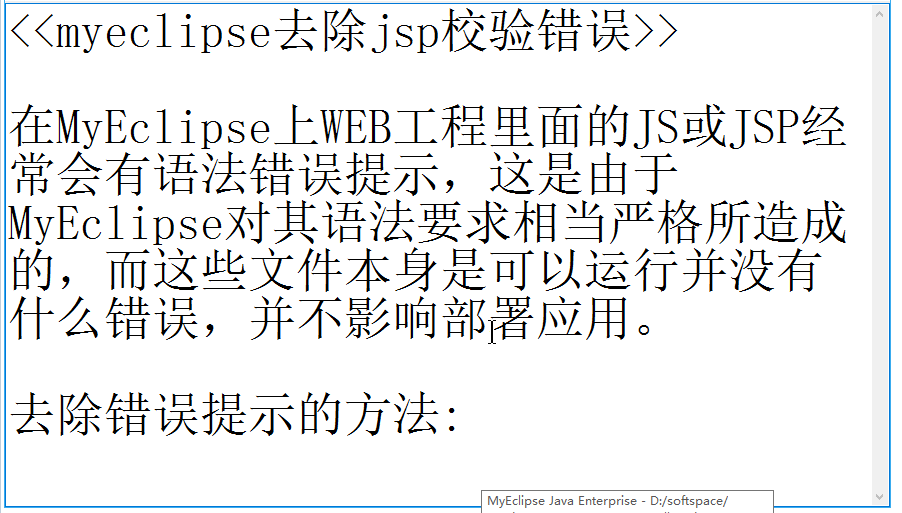 <<myeclipse去除jsp校验错误>>
在MyEclipse上WEB工程里面的JS或JSP经
常会有语法错误提示，这是由于
MyEclipse对其语法要求相当严格所造成
的，而这些文件本身是可以运行并没有
什么错误，并不影响部署应用。
去除错误提示的方法:
MyEclipse Java Enterprise - D:/softspace/